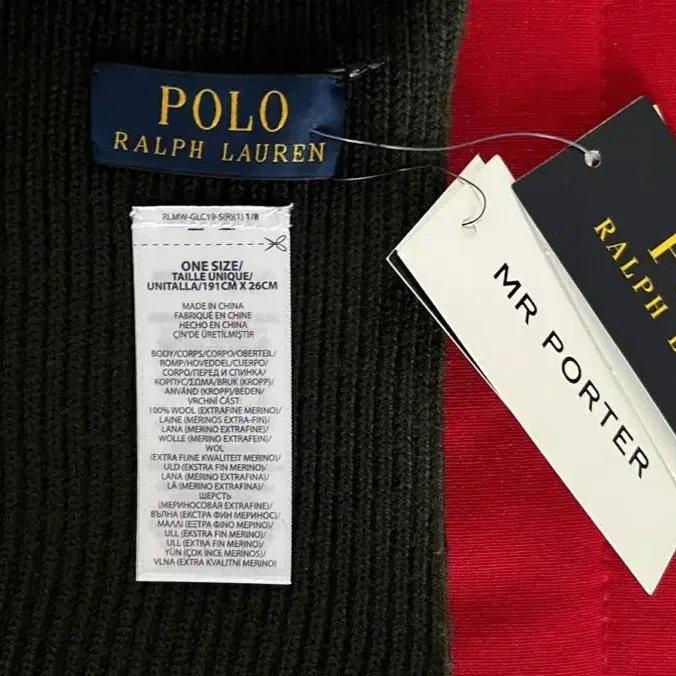 POLO
RALPH LAUREN
RLMW-GLC19-S(R)(1) 1/8
ONE SIZE/
TAILLE UNIQUE/
UNITALLA/191CM X 26CM
MADE IN CHINA
FABRIQUÉ EN CHINE
HECHO EN CHINA
ÇIN'DE ÜRETİLMİŞTİR
BODY/CORPS/CORPO/OBERTEIL/
ROMP/HOVEDDEL/CUERPO/
CORPO/ПЕРЕД И СПИНКА/
КОРПУС/ΣΩΜΑ/BRUK (KROPP)/
ANVÄND (KROPP)/BEDEN/
VRCHNÍ ČÁST:
100% WOOL (EXTRAFINE MERINO)/
LAINE (MÉRINOS EXTRA-FIN)/
LANA (MERINO EXTRAFINE)/
WOLLE (MERINO EXTRAFEIN)/
WOL
(EXTRA FIJNE KWALITEIT MERINO)/
ULD (EKSTRA FIN MERINO)/
LANA (MERINO EXTRAFINA)/
LÃ (MERINO EXTRAFINA)/
ШЕРСТЬ
(МЕРИНОСОВАЯ EXTRAFINE)/
ВЪЛНА (ЕКСТРА ФИН МЕРИНОС)/
ΜΑΛΛΙ (ΕΞΤΡΑ ΦΙΝΟ ΜΕΡΙΝΟ)/
ULL (EKSTRA FIN MERINO)/
ULL (EXTRA FIN MERINO)/
YÜN (ÇOK İNCE MERINOS)/
VLNA (EXTRA KVALITNÍ MERINO)
MR PORTER
RALPH